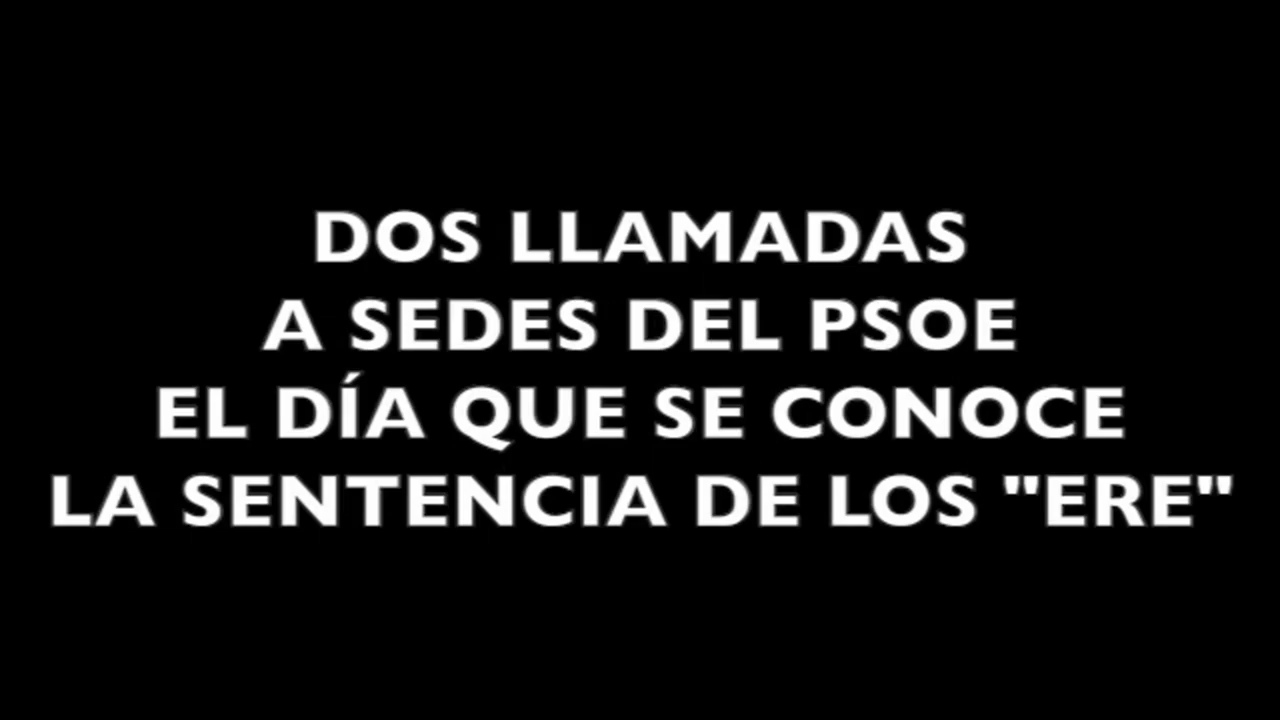 DOS LLAMADAS
A SEDES DEL PSOE
EL DÍA QUE SE CONOCE
LA SENTENCIA DE LOS "ERE"